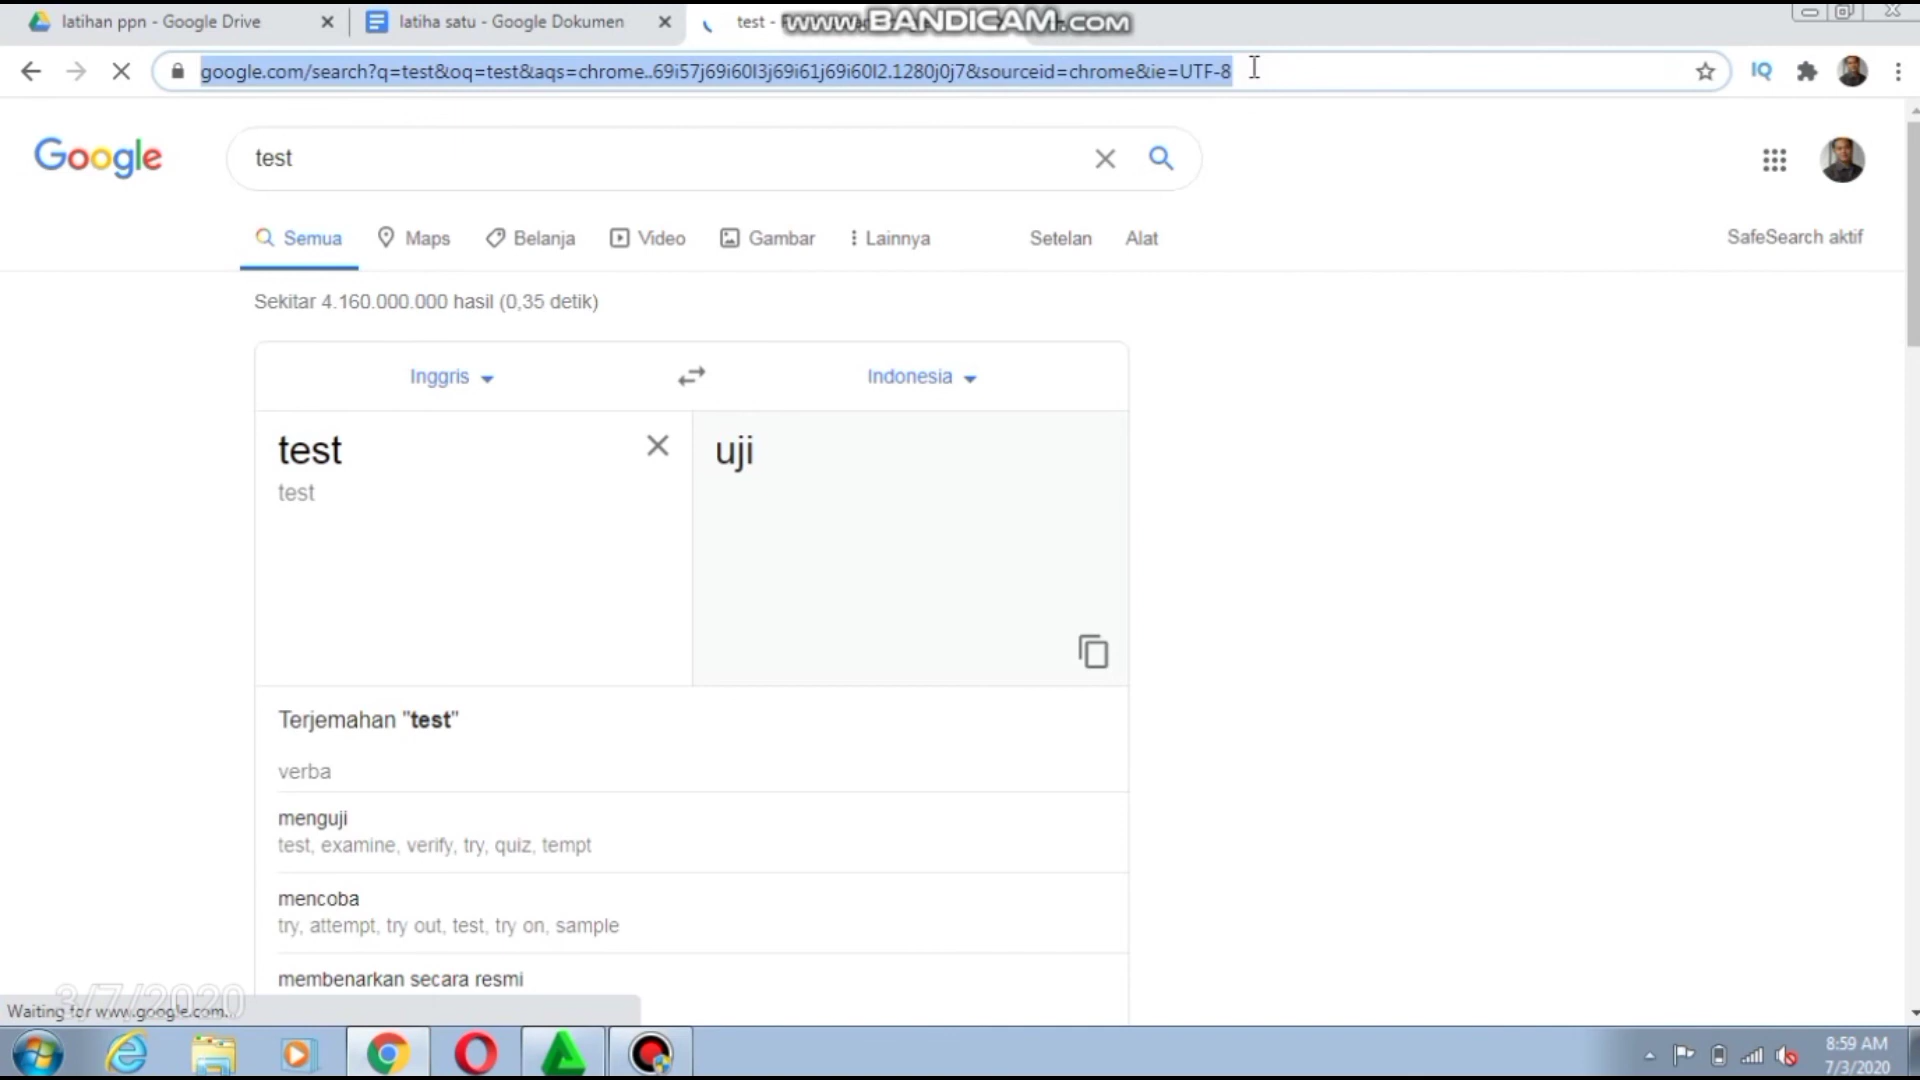 latihan ppn - Google Drive
latiha satu - Google Dokumen
test -
www.BANDICAM.com
google.com/search?q=test&oq=test&aqs=chrome..69i57j69i60l3j69i61j69i60l2.1280j0j7&sourceid=chrome&ie=UTF-8
IQ
Google
test
Semua
Maps
Belanja
Video
Gambar
Lainnya
Setelan
Alat
SafeSearch aktif
Sekitar 4.160.000.000 hasil (0,35 detik)
Inggris
Indonesia
test
uji
test
Terjemahan "test"
verba
menguji
test, examine, verify, try, quiz, tempt
mencoba
try, attempt, try out, test, try on, sample
membenarkan secara resmi
3/7/2020
Waiting for www.google.com...
8:59 AM
7/3/2020